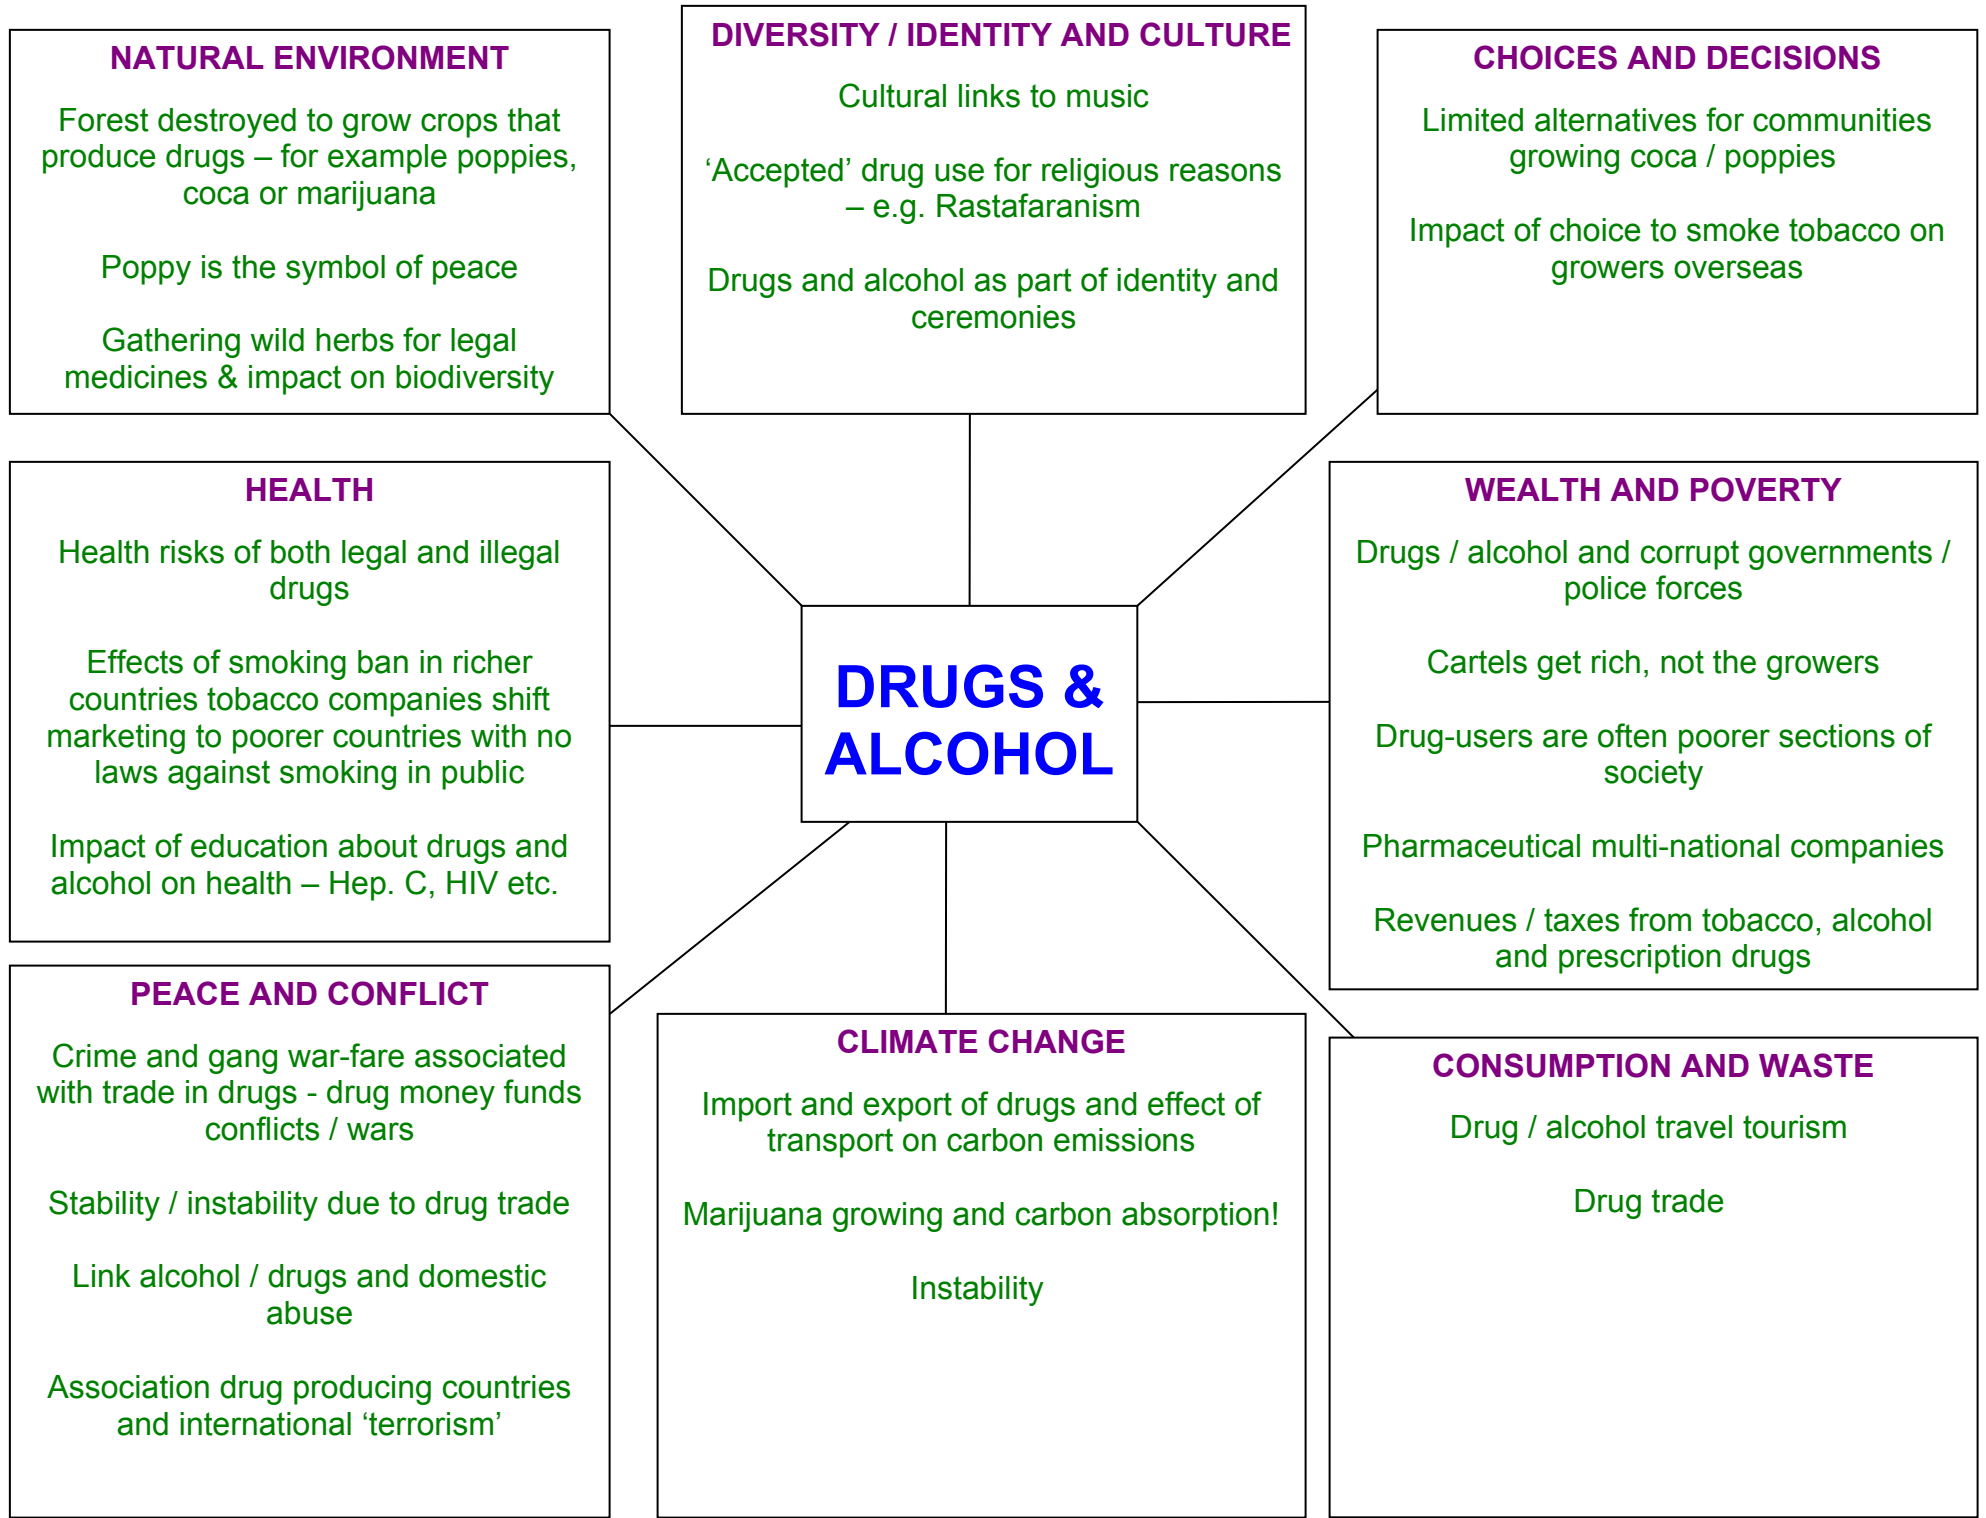 NATURAL ENVIRONMENT
Forest destroyed to grow crops that
produce drugs – for example poppies,
coca or marijuana
Poppy is the symbol of peace
Gathering wild herbs for legal
medicines & impact on biodiversity
DIVERSITY / IDENTITY AND CULTURE
Cultural links to music
‘Accepted’ drug use for religious reasons
– e.g. Rastafaranism
Drugs and alcohol as part of identity and
ceremonies
CHOICES AND DECISIONS
Limited alternatives for communities
growing coca / poppies
Impact of choice to smoke tobacco on
growers overseas
HEALTH
Health risks of both legal and illegal
drugs
Effects of smoking ban in richer
countries tobacco companies shift
marketing to poorer countries with no
laws against smoking in public
Impact of education about drugs and
alcohol on health – Hep. C, HIV etc.
DRUGS &
ALCOHOL
WEALTH AND POVERTY
Drugs / alcohol and corrupt governments /
police forces
Cartels get rich, not the growers
Drug-users are often poorer sections of
society
Pharmaceutical multi-national companies
Revenues / taxes from tobacco, alcohol
and prescription drugs
PEACE AND CONFLICT
Crime and gang war-fare associated
with trade in drugs - drug money funds
conflicts / wars
Stability / instability due to drug trade
Link alcohol / drugs and domestic
abuse
Association drug producing countries
and international ‘terrorism’
CLIMATE CHANGE
Import and export of drugs and effect of
transport on carbon emissions
Marijuana growing and carbon absorption!
Instability
CONSUMPTION AND WASTE
Drug / alcohol travel tourism
Drug trade